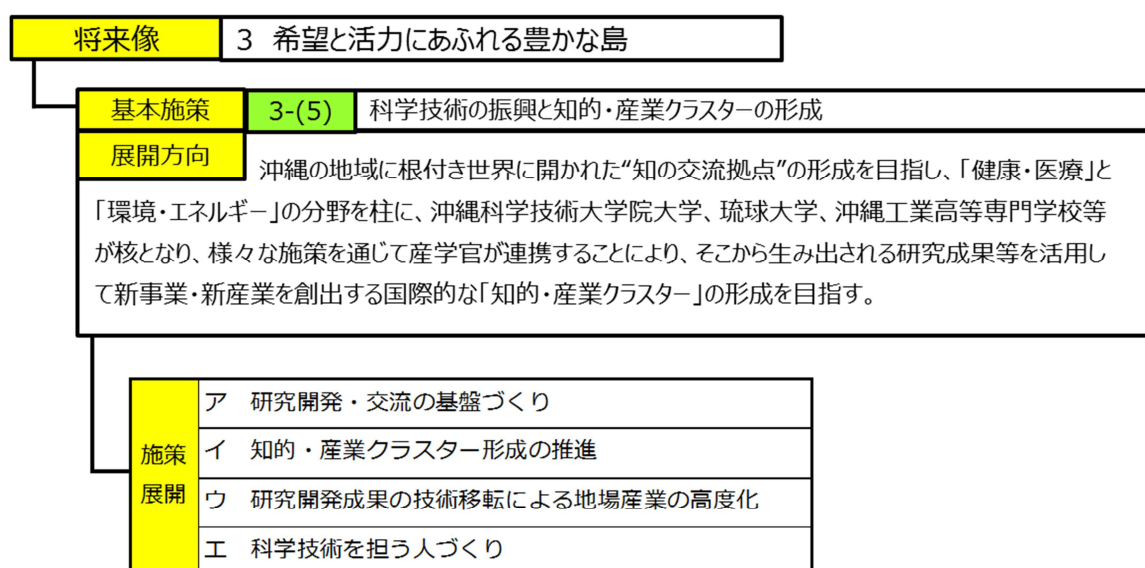 将来像 3 希望と活力にあふれる豊かな島
基本施策 3-(5) 科学技術の振興と知的・産業クラスターの形成
展開方向
沖縄の地域に根付き世界に開かれた“知の交流拠点”の形成を目指し、「健康・医療」と
「環境・エネルギー」の分野を柱に、沖縄科学技術大学院大学、琉球大学、沖縄工業高等専門学校等
が核となり、様々な施策を通じて産学官が連携することにより、そこから生み出される研究成果等を活用し
て新事業・新産業を創出する国際的な「知的・産業クラスター」の形成を目指す。
施策
展開
ア 研究開発・交流の基盤づくり
イ 知的・産業クラスター形成の推進
ウ 研究開発成果の技術移転による地場産業の高度化
エ 科学技術を担う人づくり